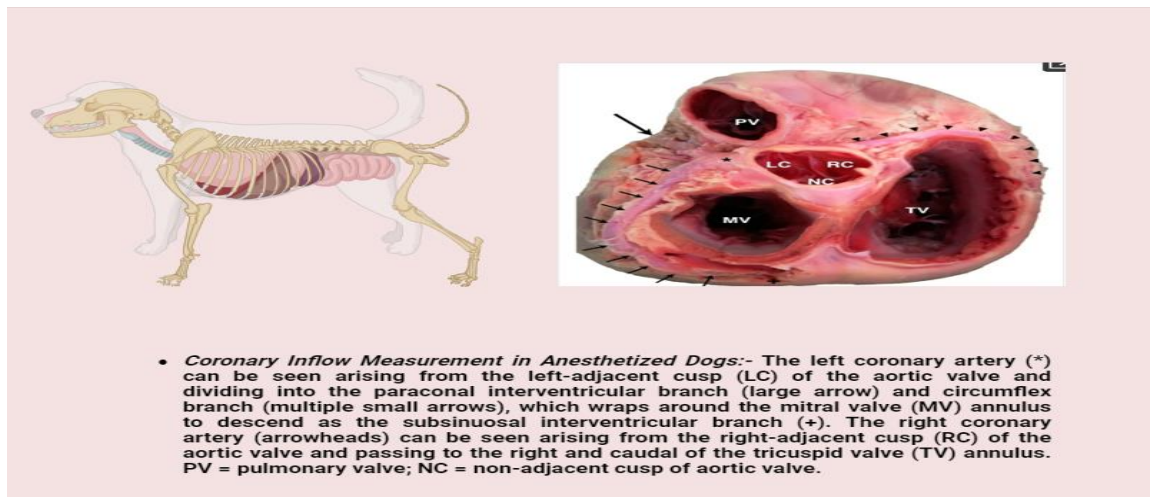 PV
LC RC
NC
MV
TV
• Coronary Inflow Measurement in Anesthetized Dogs:- The left coronary artery (*)
can be seen arising from the left-adjacent cusp (LC) of the aortic valve and
dividing into the paraconal interventricular branch (large arrow) and circumflex
branch (multiple small arrows), which wraps around the mitral valve (MV) annulus
to descend as the subsinuosal interventricular branch (+). The right coronary
artery (arrowheads) can be seen arising from the right-adjacent cusp (RC) of the
aortic valve and passing to the right and caudal of the tricuspid valve (TV) annulus.
PV = pulmonary valve; NC = non-adjacent cusp of aortic valve.